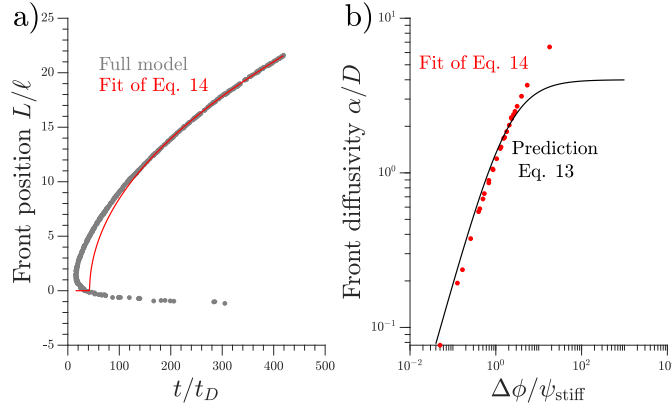 a)
Front position L/ℓ
25
20
15
10
5
0
-5
0
100
200
300
400
500
t/t_D
Full model
Fit of Eq. 14
b)
Front diffusivity α/D
10^1
10^0
10^{-1}
10^{-2}
10^0
10^2
10
Δϕ/ψ_stiff
Fit of Eq. 14
Prediction
Eq. 13